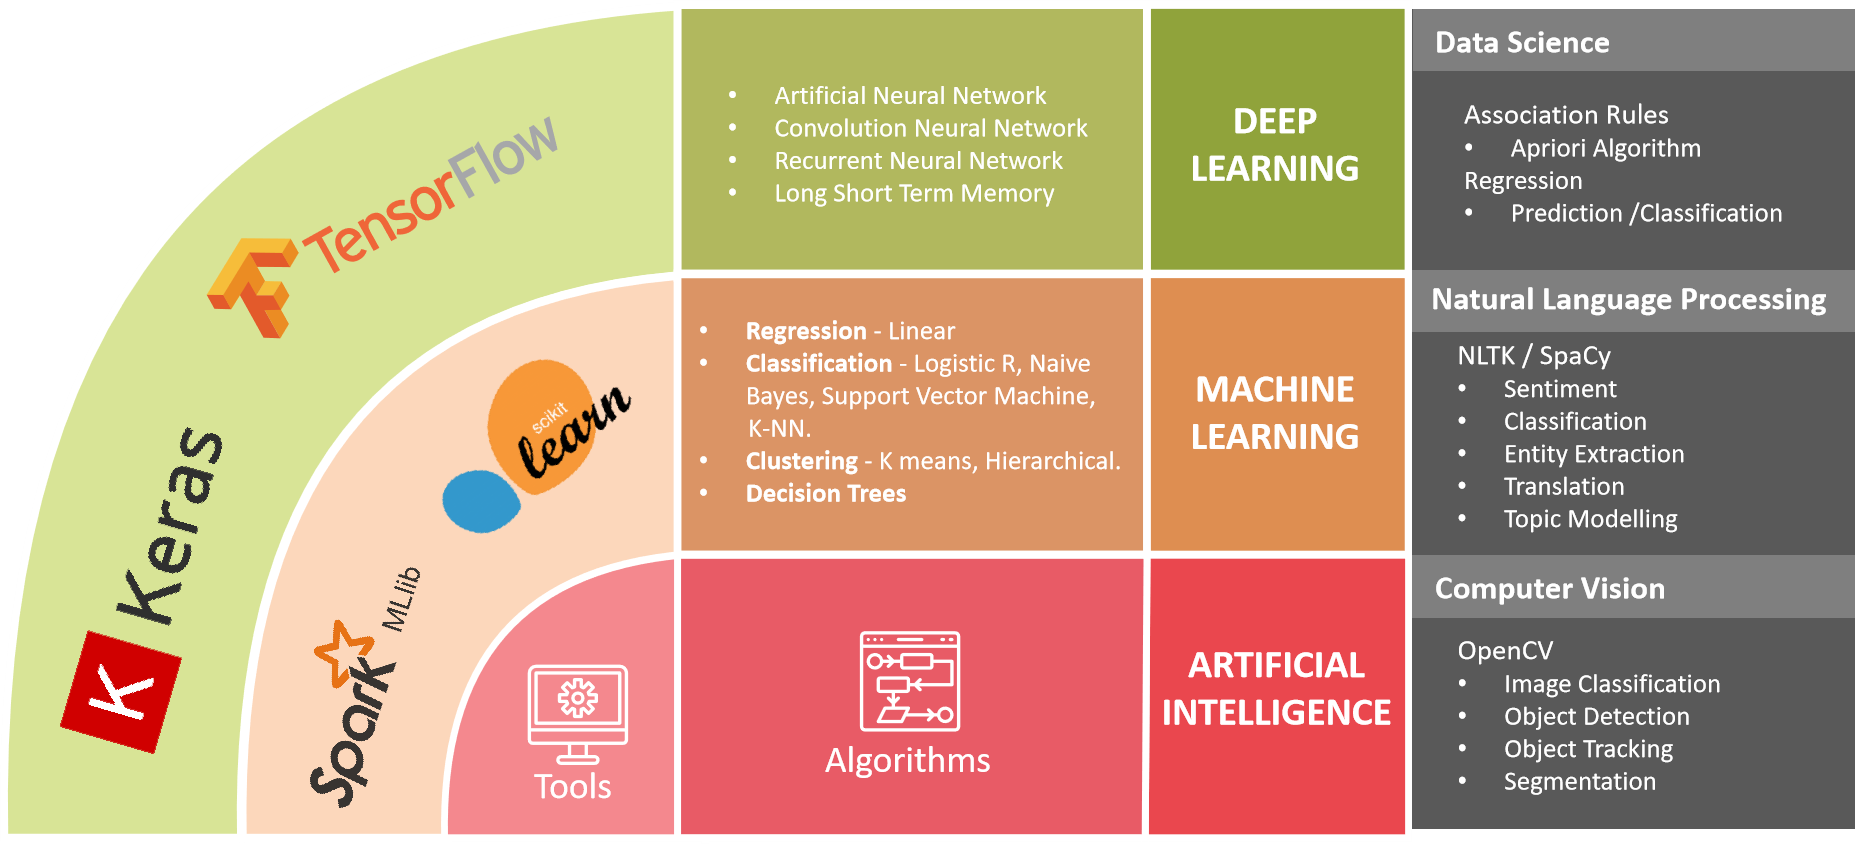 TensorFlow
K Keras
scikit
learn
Spark
MLlib
Tools
• Artificial Neural Network
• Convolution Neural Network
• Recurrent Neural Network
• Long Short Term Memory
DEEP
LEARNING
• Regression - Linear
• Classification - Logistic R, Naive
Bayes, Support Vector Machine,
K-NN.
• Clustering - K means, Hierarchical.
• Decision Trees
MACHINE
LEARNING
Algorithms
ARTIFICIAL
INTELLIGENCE
Data Science
Association Rules
• Apriori Algorithm
Regression
• Prediction /Classification
Natural Language Processing
NLTK / SpaCy
• Sentiment
• Classification
• Entity Extraction
• Translation
• Topic Modelling
Computer Vision
OpenCV
• Image Classification
• Object Detection
• Object Tracking
• Segmentation